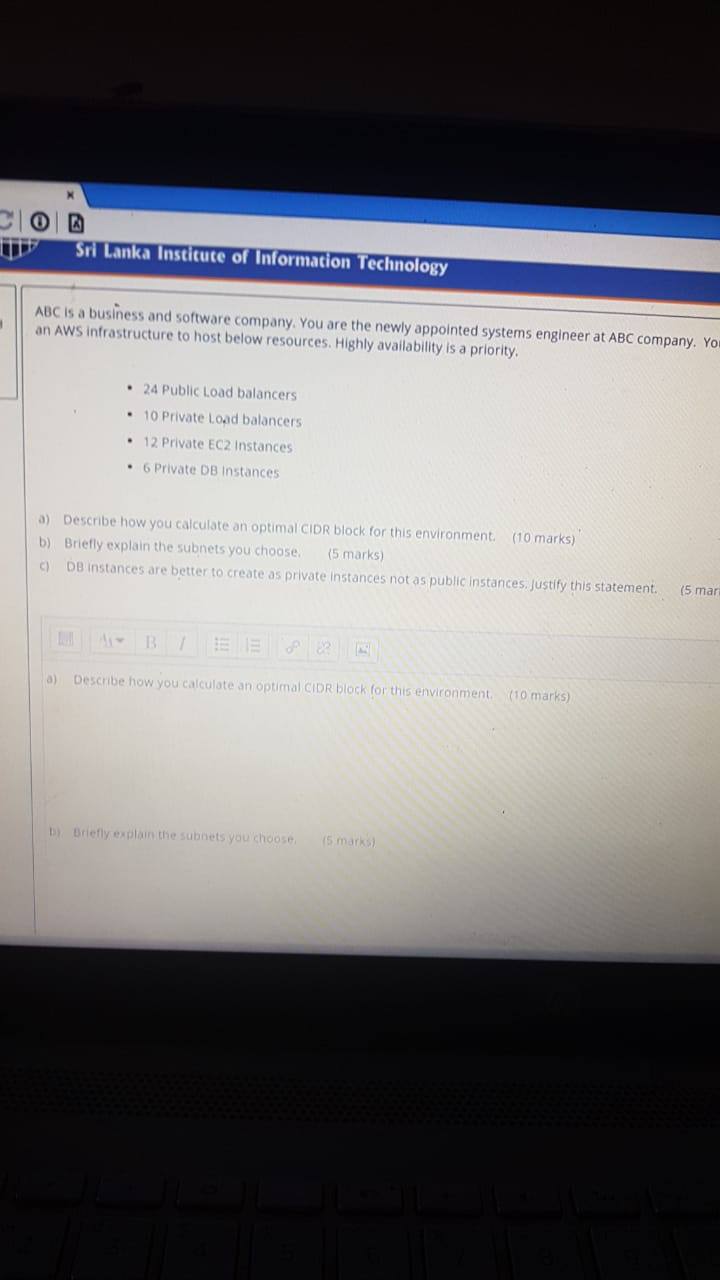 Sri Lanka Institute of Information Technology
ABC is a business and software company. You are the newly appointed systems engineer at ABC company. You
an AWS infrastructure to host below resources. Highly availability is a priority.
• 24 Public Load balancers
• 10 Private Load balancers
• 12 Private EC2 Instances
• 6 Private DB Instances
a) Describe how you calculate an optimal CIDR block for this environment. (10 marks)
b) Briefly explain the subnets you choose. (5 marks)
c) DB instances are better to create as private instances not as public instances. Justify this statement. (5 mar
B I
a) Describe how you calculate an optimal CIDR block for this environment. (10 marks)
b) Briefly explain the subnets you choose. (5 marks)